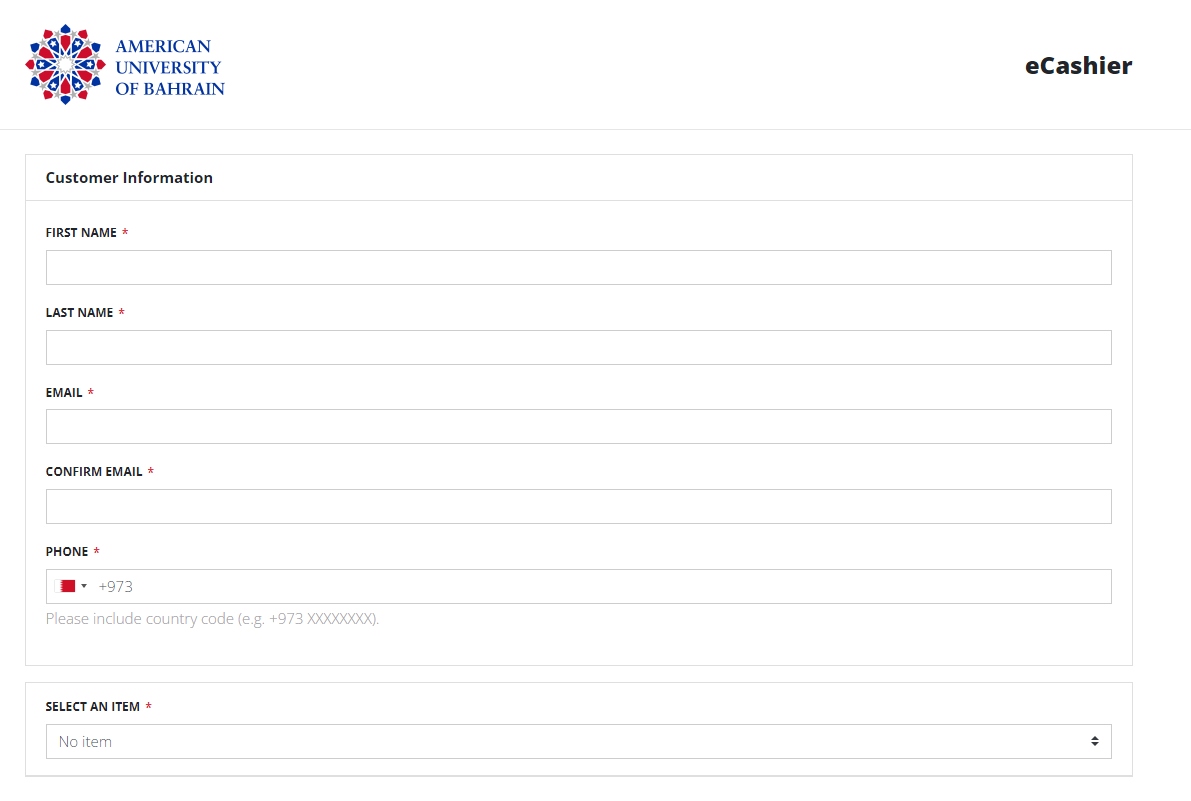 AMERICAN
UNIVERSITY
OF BAHRAIN
eCashier
Customer Information
FIRST NAME *
LAST NAME *
EMAIL *
CONFIRM EMAIL *
PHONE *
+973
Please include country code (e.g. +973 XXXXXXXX).
SELECT AN ITEM *
No item